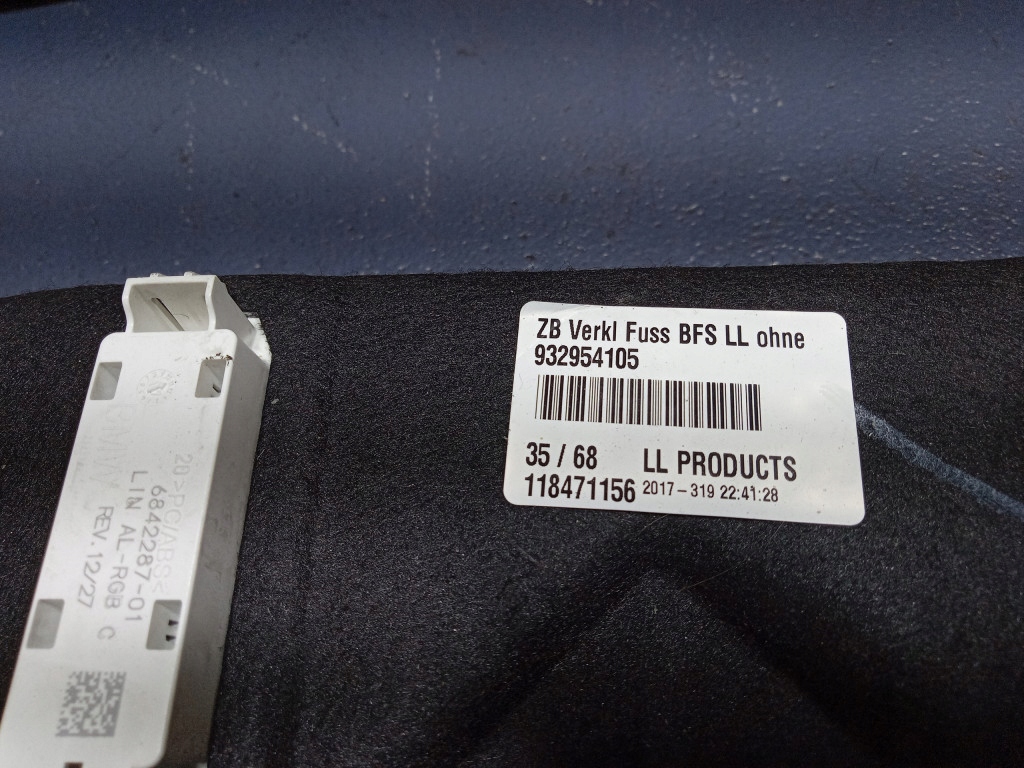 ZB Verkl Fuss BFS LL ohne
932954105
35 / 68 LL PRODUCTS
118471156 2017-319 22:41:28
2B >PC/ABS<
6842287-01
LIN AL-RGB C
REV.12/27